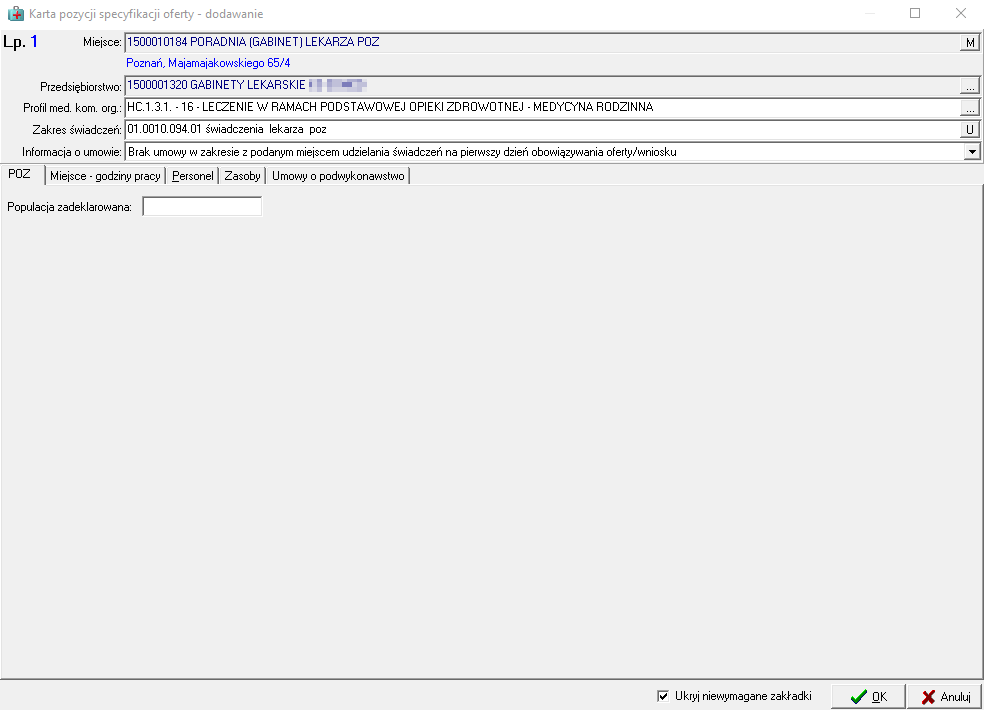 Karta pozycji specyfikacji oferty - dodawanie
Lp. 1 Miejsce: 1500010184 PORADNIA (GABINET) LEKARZA POZ M
Poznań, Majamajakowskiego 65/4
Przedsiębiorstwo: 1500001320 GABINETY LEKARSKIE ...
Profil med. kom. org.: HC.1.3.1. - 16 - LECZENIE W RAMACH PODSTAWOWEJ OPIEKI ZDROWOTNEJ - MEDYCYNA RODZINNA ...
Zakres świadczeń: 01.0010.094.01 świadczenia lekarza poz U
Informacja o umowie: Brak umowy w zakresie z podanym miejscem udzielania świadczeń na pierwszy dzień obowiązywania oferty/wniosku
POZ Miejsce - godziny pracy Personel Zasoby Umowy o podwykonawstwo
Populacja zadeklarowana:
Ukryj niewymagane zakładki OK Anuluj